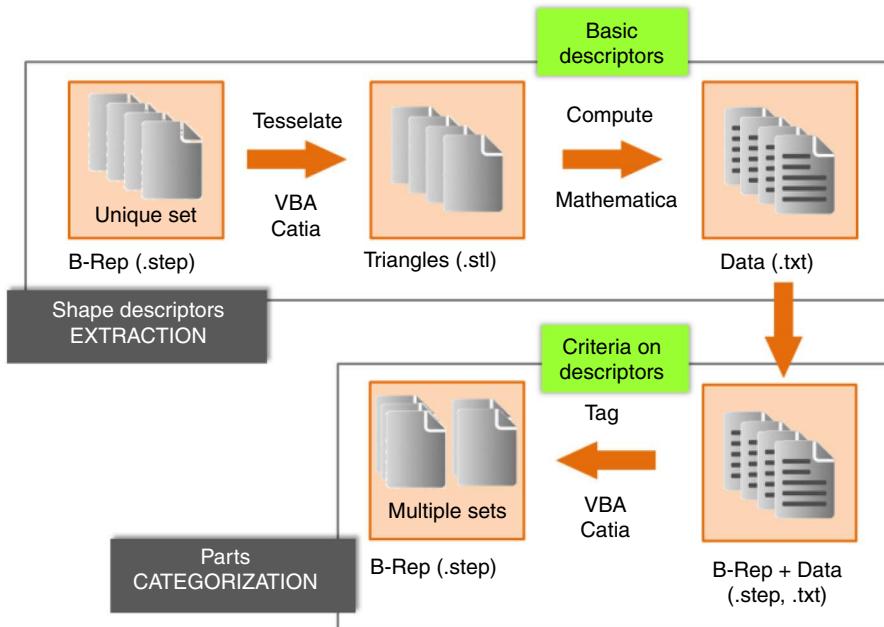 Basic
descriptors
Tesselate
Compute
Unique set
VBA
Catia
Mathematica
B-Rep (.step)
Triangles (.stl)
Data (.txt)
Shape descriptors
EXTRACTION
Criteria on
descriptors
Tag
Multiple sets
VBA
Catia
Parts
CATEGORIZATION
B-Rep (.step)
B-Rep + Data
(.step, .txt)